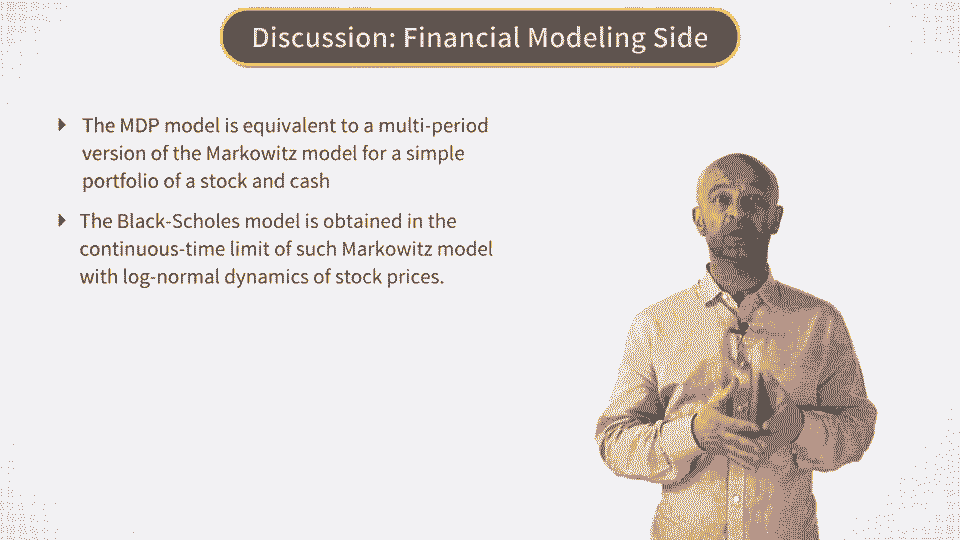 Discussion: Financial Modeling Side
The MDP model is equivalent to a multi-period
version of the Markowitz model for a simple
portfolio of a stock and cash
The Black-Scholes model is obtained in the
continuous-time limit of such Markowitz model
with log-normal dynamics of stock prices.